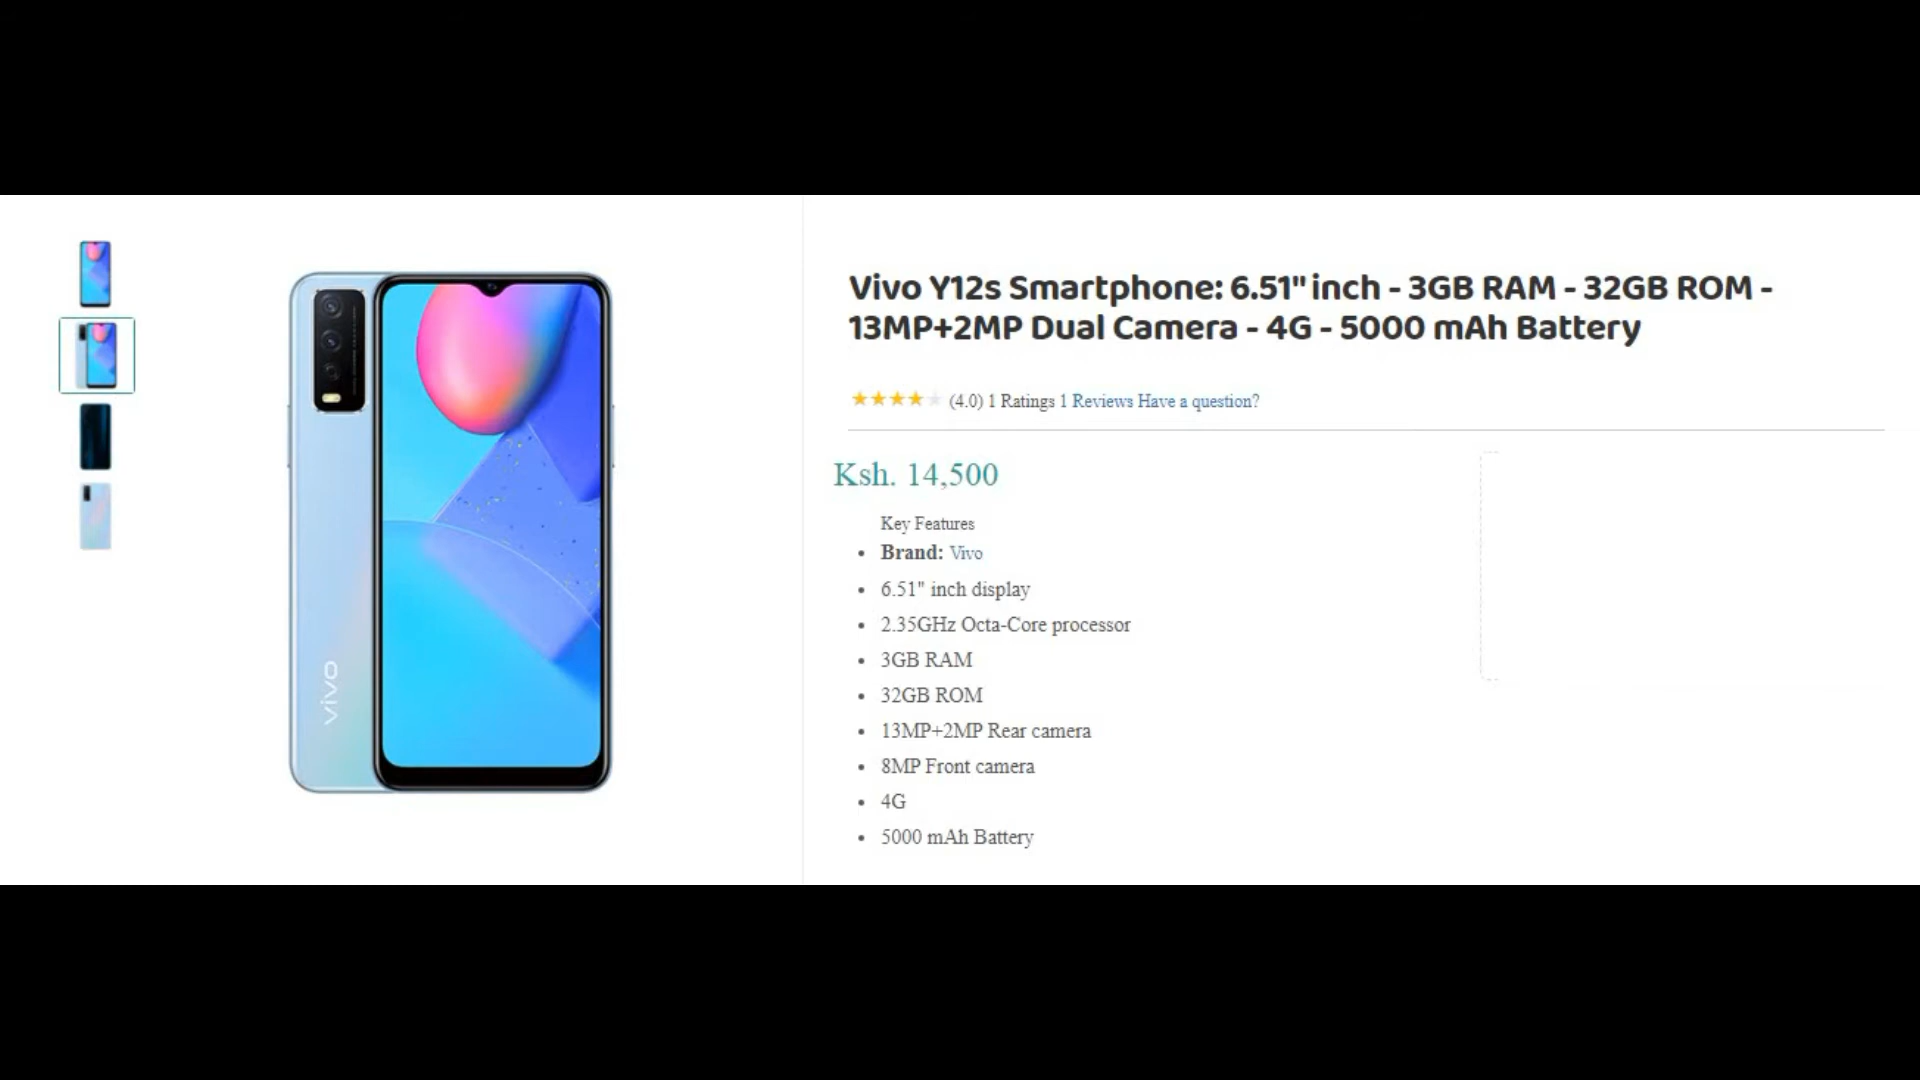 Vivo Y12s Smartphone: 6.51" inch - 3GB RAM - 32GB ROM -
13MP+2MP Dual Camera - 4G - 5000 mAh Battery
(4.0) 1 Ratings 1 Reviews Have a question?
Ksh. 14,500
Key Features
• Brand: Vivo
• 6.51" inch display
• 2.35GHz Octa-Core processor
• 3GB RAM
• 32GB ROM
• 13MP+2MP Rear camera
• 8MP Front camera
• 4G
• 5000 mAh Battery
vivo